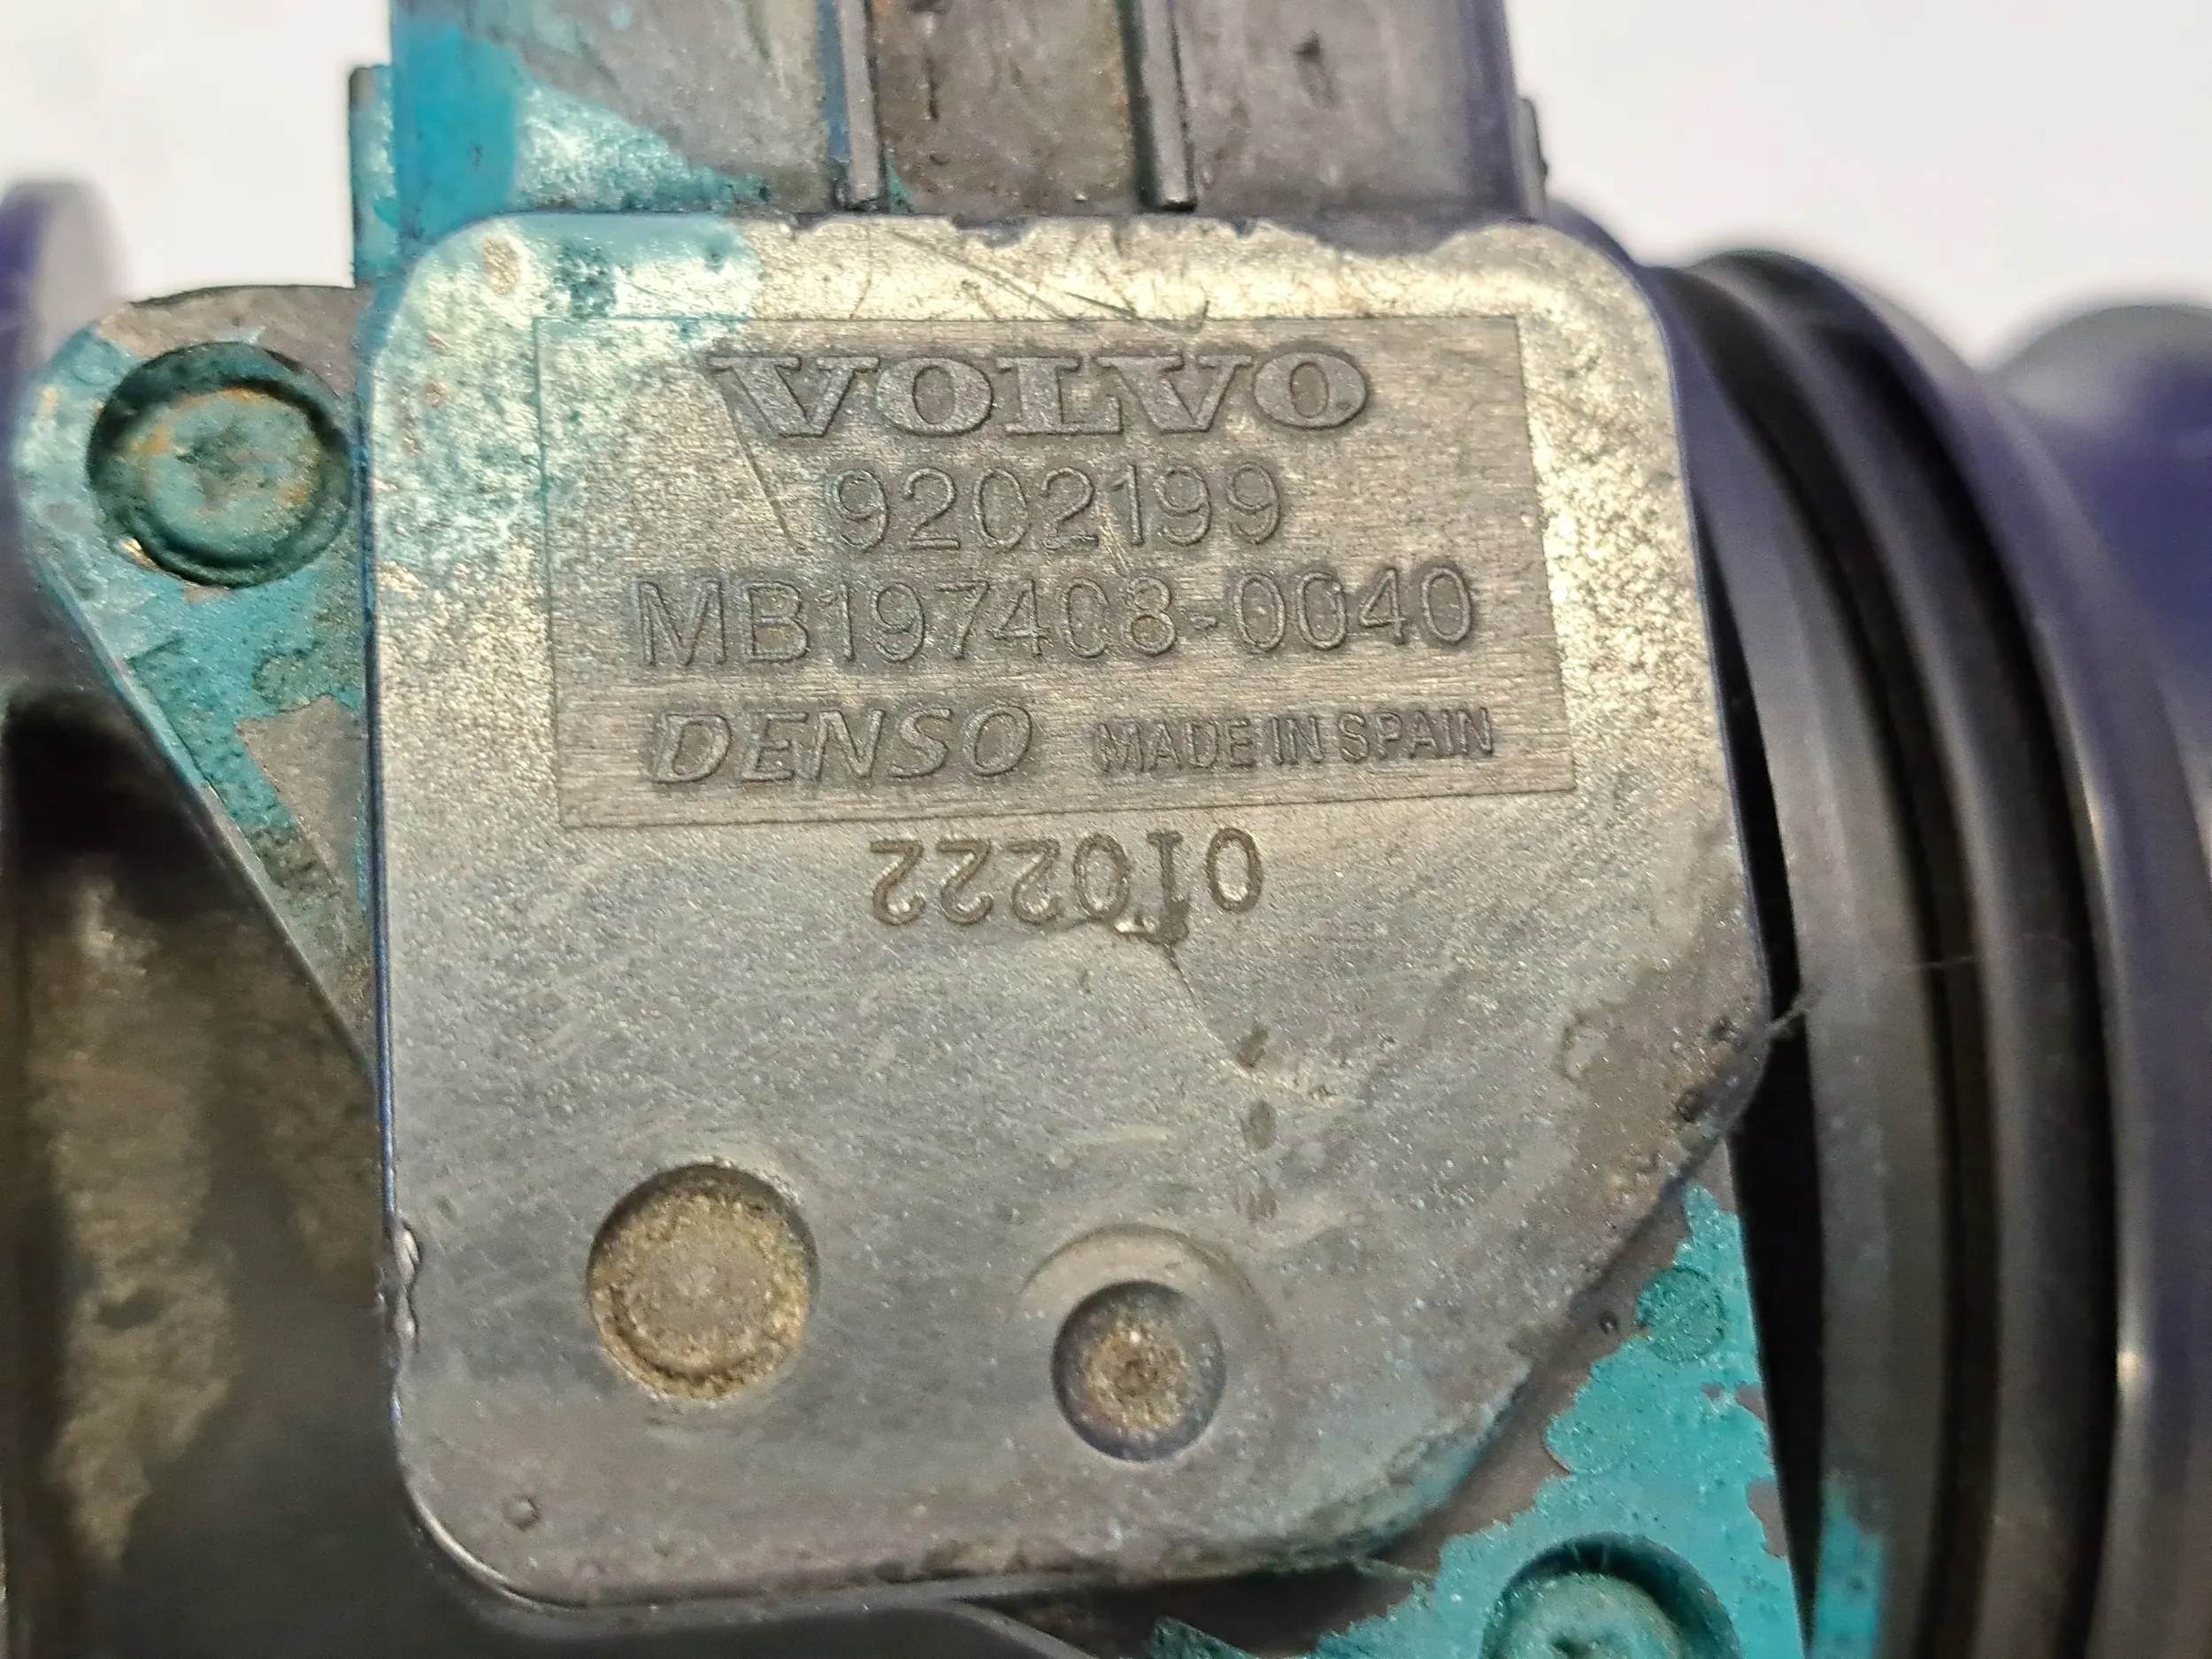 VOLVO
9202199
MB197408-0040
DENSO MADE IN SPAIN
010222